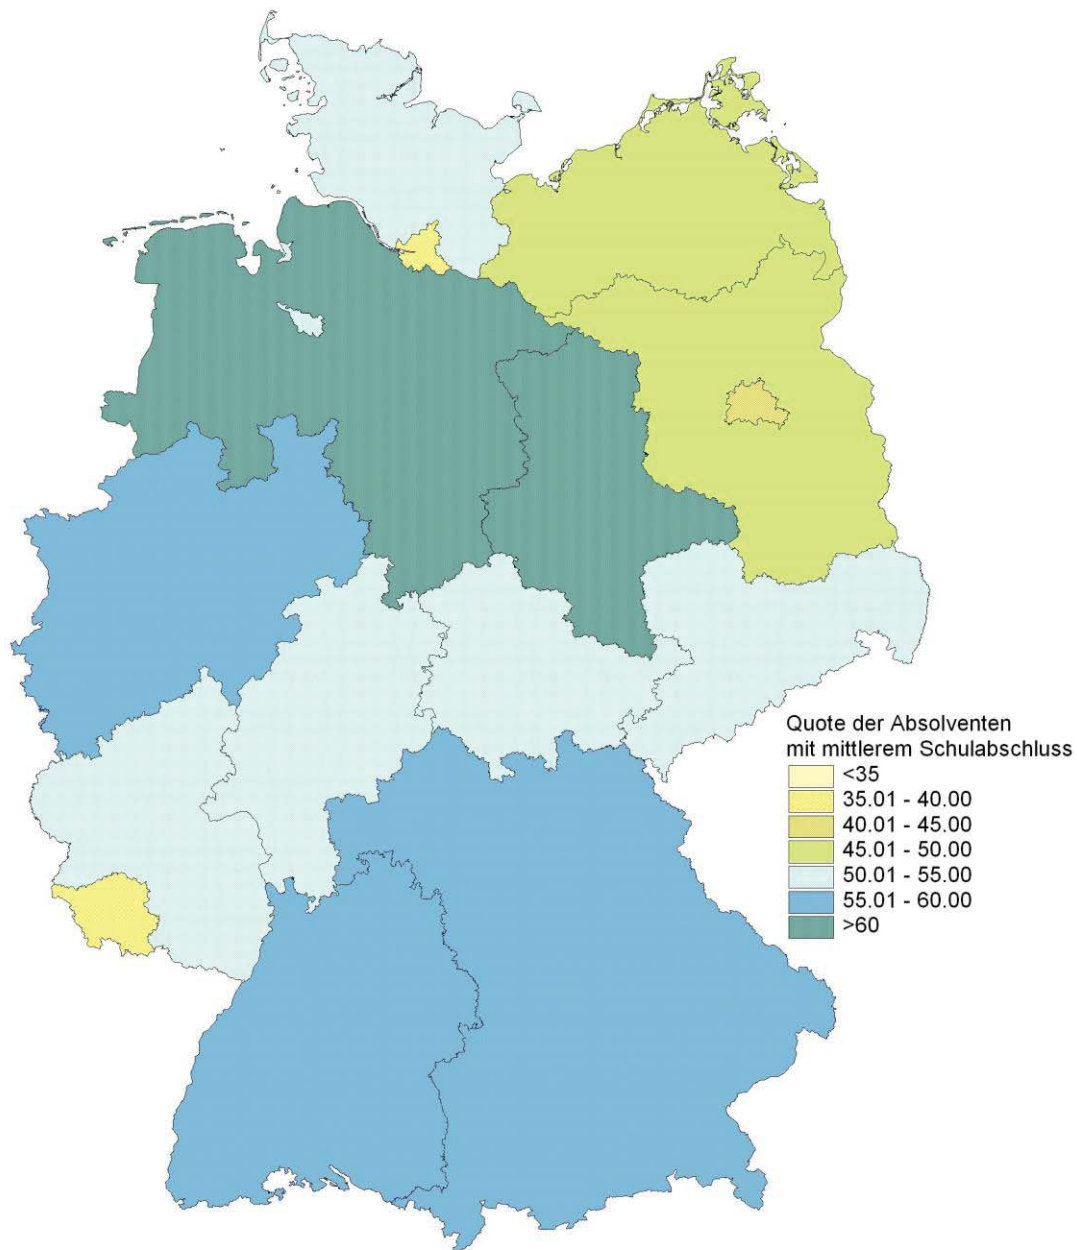 Quote der Absolventen
mit mittlerem Schulabschluss
<35
35.01 - 40.00
40.01 - 45.00
45.01 - 50.00
50.01 - 55.00
55.01 - 60.00
>60